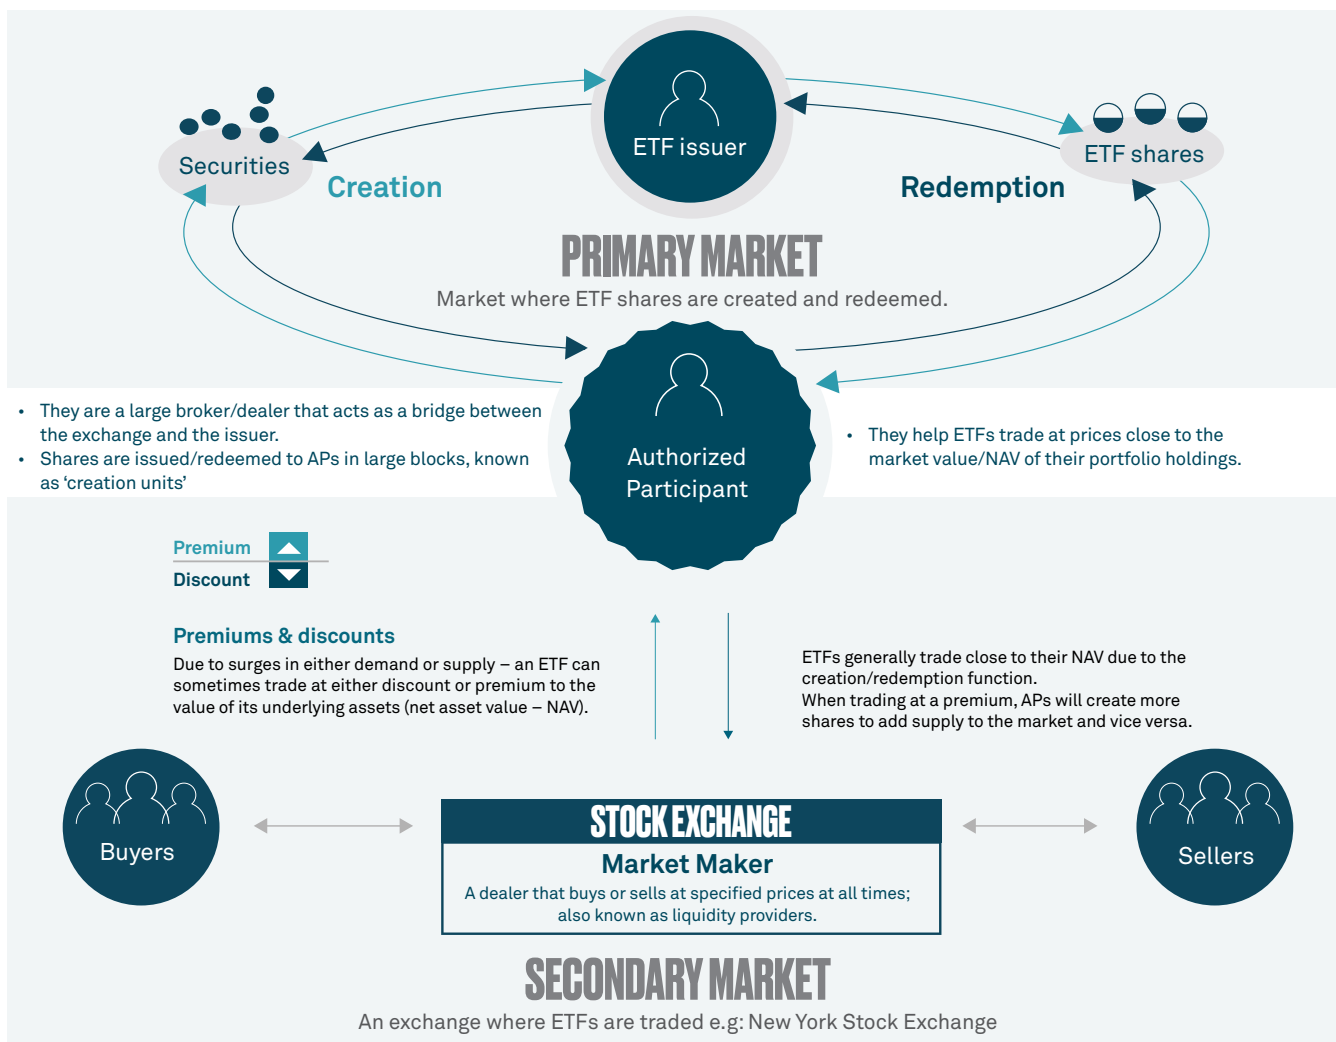 ETF issuer
Securities
ETF shares
Creation
Redemption
PRIMARY MARKET
Market where ETF shares are created and redeemed.
• They are a large broker/dealer that acts as a bridge between
the exchange and the issuer.
• Shares are issued/redeemed to APs in large blocks, known
as ‘creation units’
Authorized
Participant
• They help ETFs trade at prices close to the
market value/NAV of their portfolio holdings.
Premium
Discount
Premiums & discounts
Due to surges in either demand or supply – an ETF can
sometimes trade at either discount or premium to the
value of its underlying assets (net asset value – NAV).
ETFs generally trade close to their NAV due to the
creation/redemption function.
When trading at a premium, APs will create more
shares to add supply to the market and vice versa.
Buyers
STOCK EXCHANGE
Market Maker
A dealer that buys or sells at specified prices at all times;
also known as liquidity providers.
Sellers
SECONDARY MARKET
An exchange where ETFs are traded e.g: New York Stock Exchange